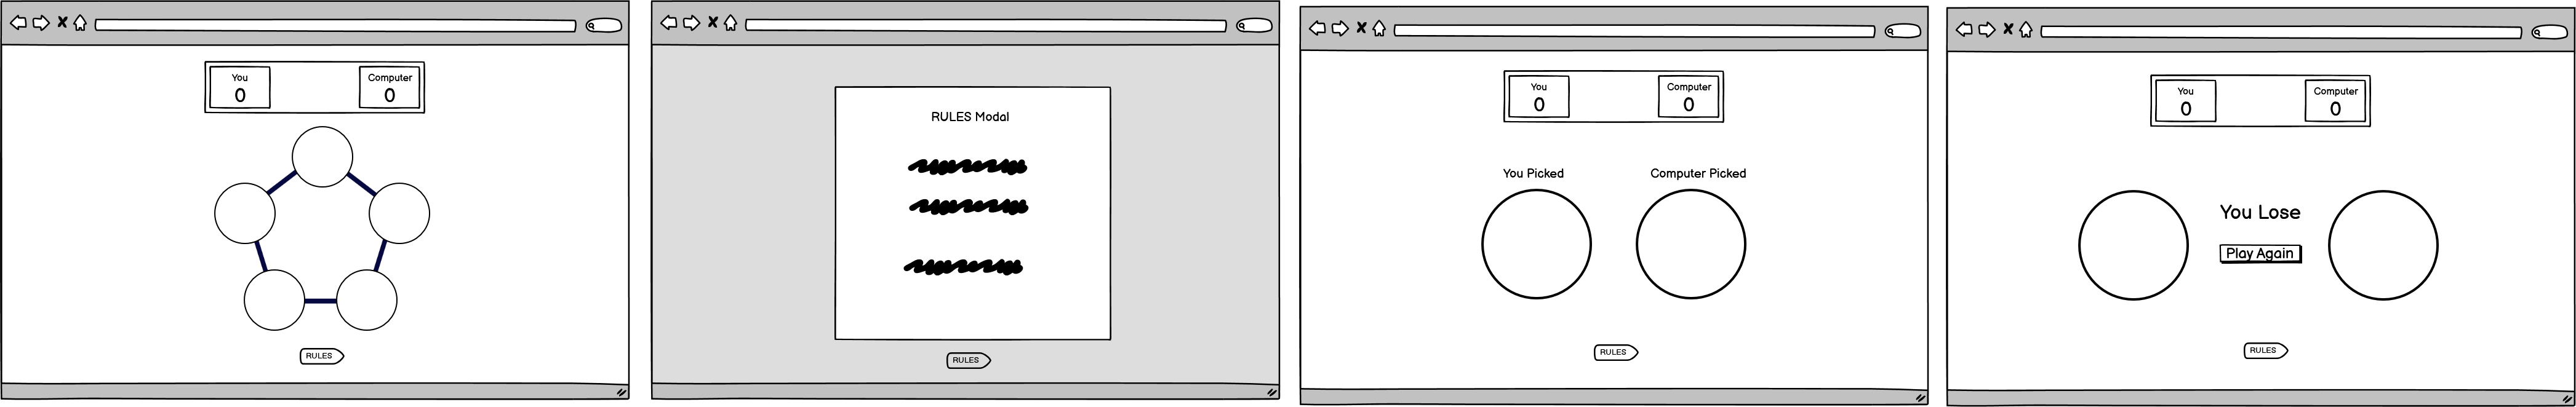 You
Computer
0
0
RULES
RULES Modal
RULES
You
Computer
0
0
You Picked
Computer Picked
RULES
You
Computer
0
0
You Lose
Play Again
RULES